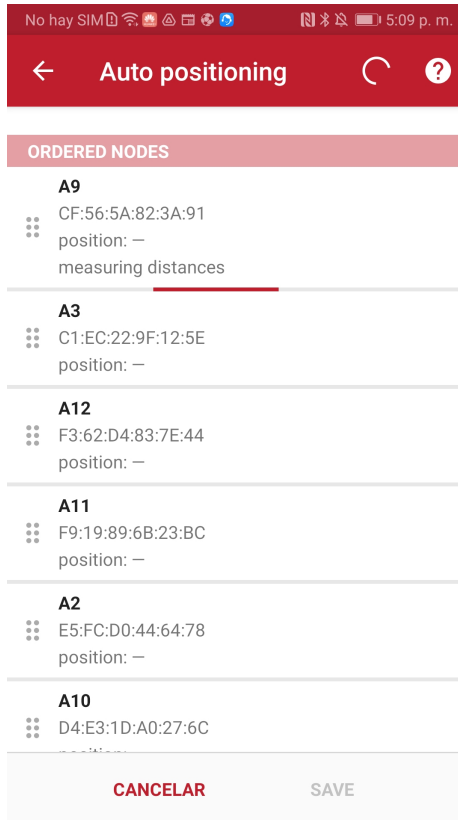 No hay SIM
5:09 p. m.
Auto positioning
ORDERED NODES
A9
CF:56:5A:82:3A:91
position: —
measuring distances
A3
C1:EC:22:9F:12:5E
position: —
A12
F3:62:D4:83:7E:44
position: —
A11
F9:19:89:6B:23:BC
position: —
A2
E5:FC:D0:44:64:78
position: —
A10
D4:E3:1D:A0:27:6C
CANCELAR
SAVE